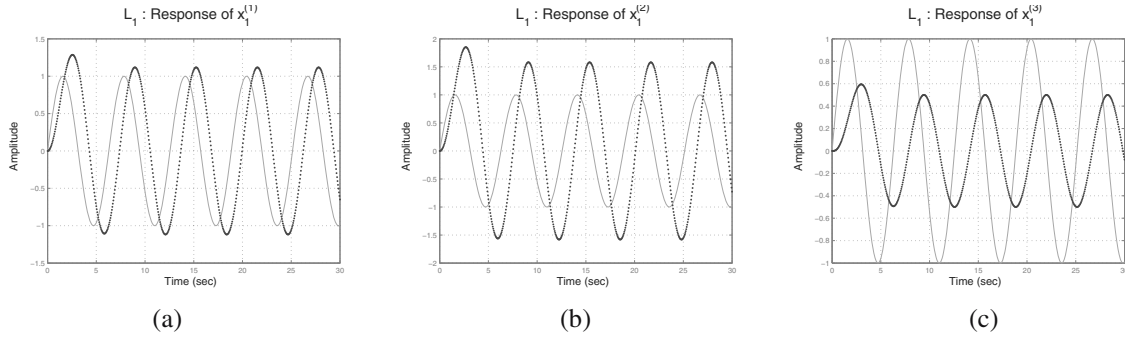 L₁ : Response of x₁⁽¹⁾
1.5
1
0.5
0
-0.5
-1
-1.5
Amplitude
0 5 10 15 20 25 30
Time (sec)
(a)
L₁ : Response of x₁⁽²⁾
2
1.5
1
0.5
0
-0.5
-1
-1.5
-2
Amplitude
0 5 10 15 20 25 30
Time (sec)
(b)
L₁ : Response of x₁⁽³⁾
1
0.8
0.6
0.4
0.2
0
-0.2
-0.4
-0.6
-0.8
-1
Amplitude
0 5 10 15 20 25 30
Time (sec)
(c)